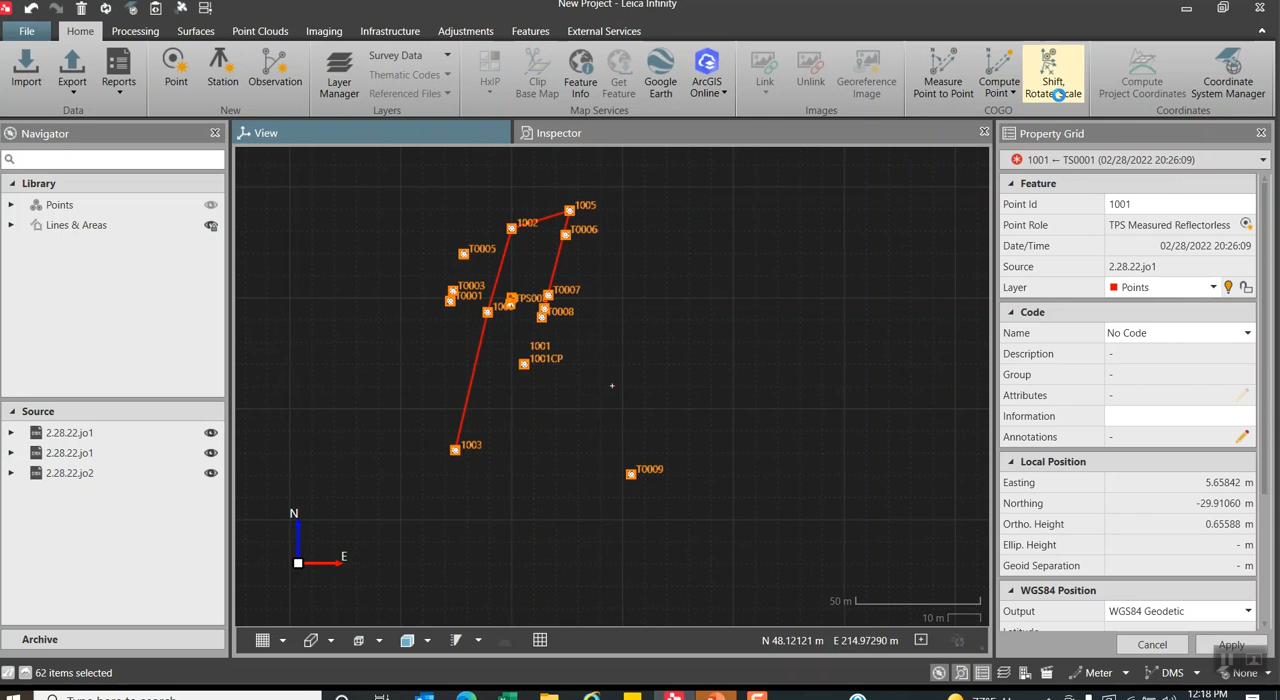 New Project - Leica Infinity
File Home Processing Surfaces Point Clouds Imaging Infrastructure Adjustments Features External Services
Import Export Reports Point Station Observation Layer Manager Survey Data Thematic Codes Referenced Files HxIP Clip Base Map Feature Info Get Feature Google Earth ArcGIS Online Link Unlink Georeference Image Measure Point to Point Compute Point Shift, Rotate, Scale Compute Project Coordinates Coordinate System Manager
Data New Layers Map Services Images COGO Coordinates
Navigator
Library
Points
Lines & Areas
Source
2.28.22.jo1
2.28.22.jo1
2.28.22.jo2
Archive
View Inspector
1005
1002
T0006
T0005
T0003
T0001
T0007
T0008
1001
1001CP
1003
T0009
N
E
50 m
10 m
N 48.12121 m E 214.97290 m
Property Grid
1001 ← TS0001 (02/28/2022 20:26:09)
Feature
Point Id 1001
Point Role TPS Measured Reflectorless
Date/Time 02/28/2022 20:26:09
Source 2.28.22.jo1
Layer Points
Code
Name No Code
Description -
Group -
Attributes -
Information
Annotations -
Local Position
Easting 5.65842 m
Northing -29.91060 m
Ortho. Height 0.65588 m
Ellip. Height - m
Geoid Separation - m
WGS84 Position
Output WGS84 Geodetic
Cancel Apply
62 items selected
Meter DMS None
12:18 PM